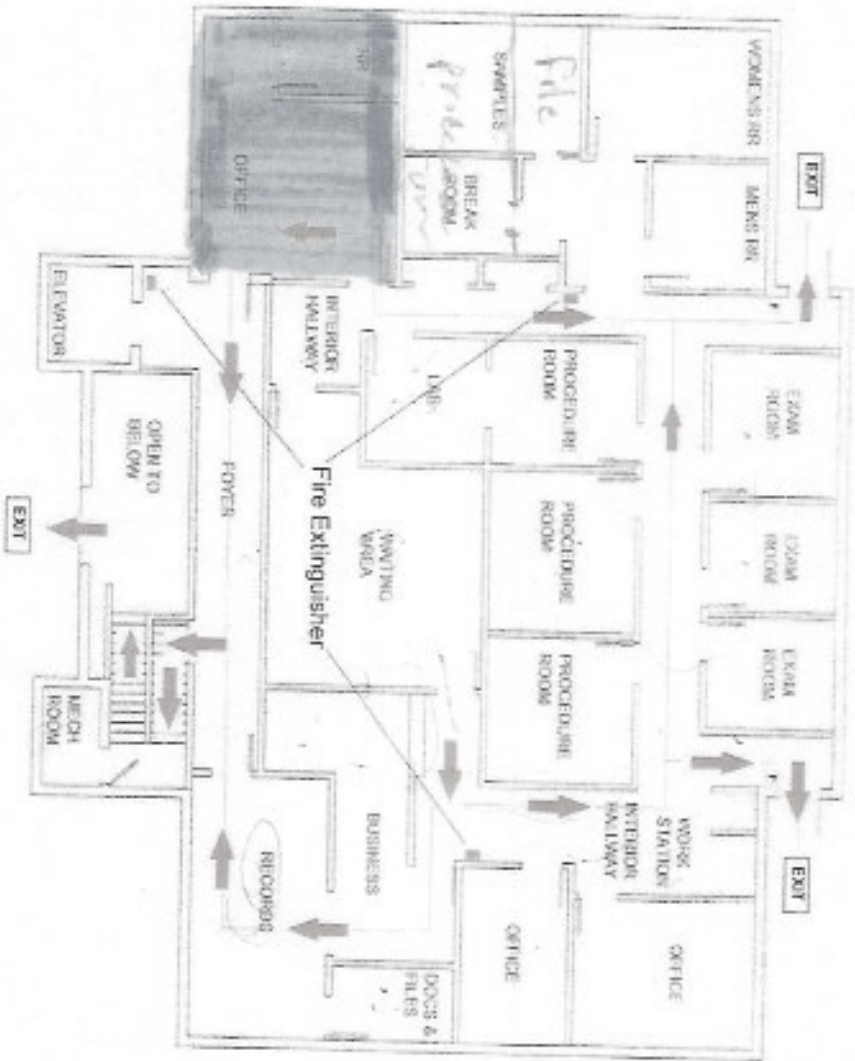 WOMENS RR
MENS RR
EXIT
File
SAMPLES
BREAK
ROOM
RR
OFFICE
ELEVATOR
INTERIOR
HALLWAY
LAB
PROCEDURE
ROOM
EXAM
ROOM
OPEN TO
BELOW
FOYER
EXIT
Fire Extinguisher
WAITING
AREA
PROCEDURE
ROOM
EXAM
ROOM
PROCEDURE
ROOM
EXAM
ROOM
MECH
ROOM
BUSINESS
RECORDS
INTERIOR
HALLWAY
WORK
STATION
EXIT
OFFICE
OFFICE
DOCS &
FILES